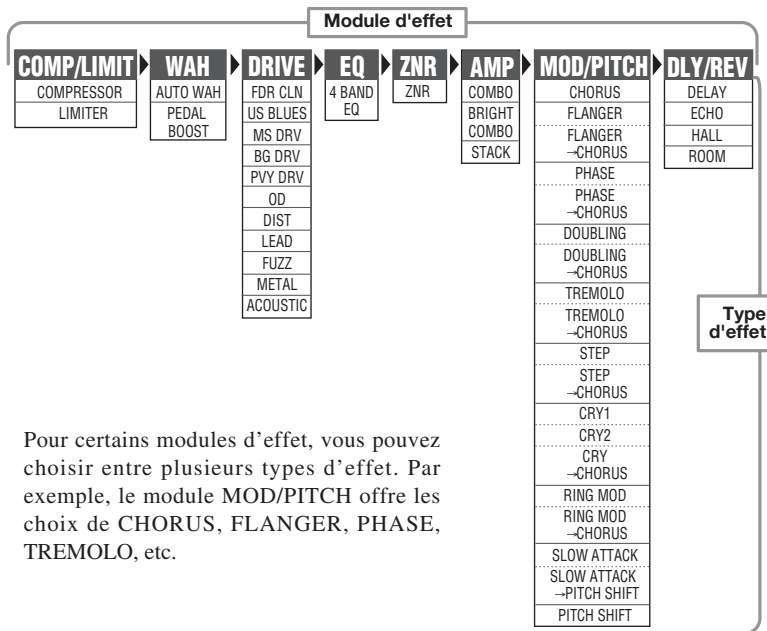 Module d'effet
COMP/LIMIT
COMPRESSOR
LIMITER
WAH
AUTO WAH
PEDAL
BOOST
DRIVE
FDR CLN
US BLUES
MS DRV
BG DRV
PVY DRV
OD
DIST
LEAD
FUZZ
METAL
ACOUSTIC
EQ
4 BAND
EQ
ZNR
ZNR
AMP
COMBO
BRIGHT
COMBO
STACK
MOD/PITCH
CHORUS
FLANGER
FLANGER
→CHORUS
PHASE
PHASE
→CHORUS
DOUBLING
DOUBLING
→CHORUS
TREMOLO
TREMOLO
→CHORUS
STEP
STEP
→CHORUS
CRY1
CRY2
CRY
→CHORUS
RING MOD
RING MOD
→CHORUS
SLOW ATTACK
SLOW ATTACK
→PITCH SHIFT
PITCH SHIFT
DLY/REV
DELAY
ECHO
HALL
ROOM
Type
d'effet
Pour certains modules d'effet, vous pouvez
choisir entre plusieurs types d'effet. Par
exemple, le module MOD/PITCH offre les
choix de CHORUS, FLANGER, PHASE,
TREMOLO, etc.